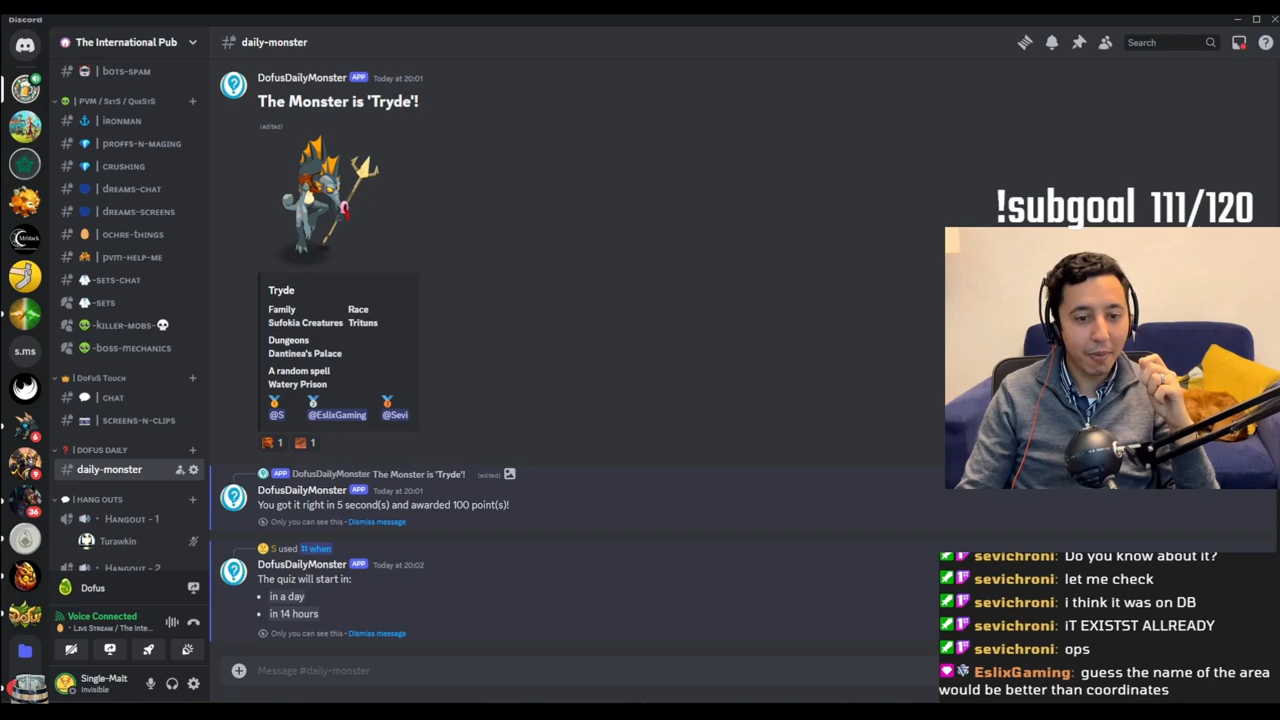 Discord
The International Pub
daily-monster
Search
BOTS-SPAM
| PVM / SETS / QUESTS
| IRONMAN
| PROFFS-N-MAGING
| CRUSHING
| DREAMS-CHAT
| DREAMS-SCREENS
| OCHRE-THINGS
| PVM-HELP-ME
-SETS-CHAT
-SETS
-KILLER-MOBS-
-BOSS-MECHANICS
| DOFUS TOUCH
| CHAT
| SCREENS-N-CLIPS
| DOFUS DAILY
daily-monster
| HANG OUTS
HANGOUT - 1
Turawkin
HANGOUT - 2
Dofus
Voice Connected
LIVE STREAM / The Inte...
Single-Malt
Invisible
s.ms
6
9
36
DofusDailyMonster APP Today at 20:01
The Monster is 'Tryde'!
(edited)
Tryde
Family Race
Sufokia Creatures Trituns
Dungeons
Dantinea's Palace
A random spell
Watery Prison
@S @EslixGaming @Sevi
1 1
APP DofusDailyMonster The Monster is 'Tryde'! (edited)
DofusDailyMonster APP Today at 20:01
You got it right in 5 second(s) and awarded 100 point(s)!
Only you can see this • Dismiss message
S used when
DofusDailyMonster APP Today at 20:02
The quiz will start in:
• in a day
• in 14 hours
Only you can see this • Dismiss message
Message #daily-monster
!subgoal 111/120
sevichroni: Do you know about it?
sevichroni: let me check
sevichroni: i think it was on DB
sevichroni: iT EXISTST ALLREADY
sevichroni: ops
EslixGaming: guess the name of the area
would be better than coordinates